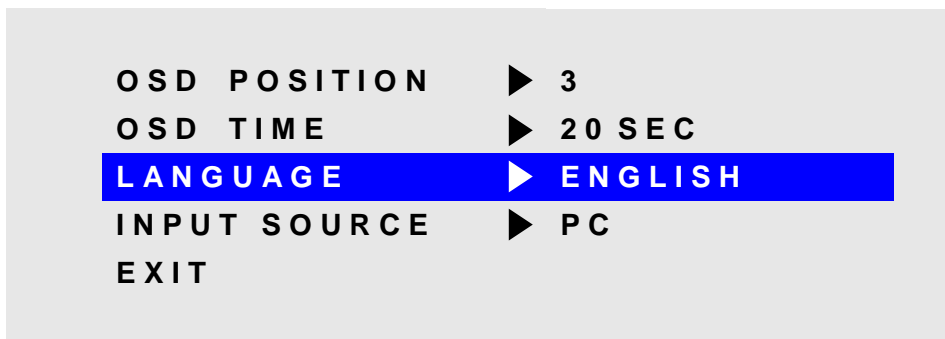 OSD POSITION ▶ 3
OSD TIME ▶ 20 SEC
LANGUAGE ▶ ENGLISH
INPUT SOURCE ▶ PC
EXIT